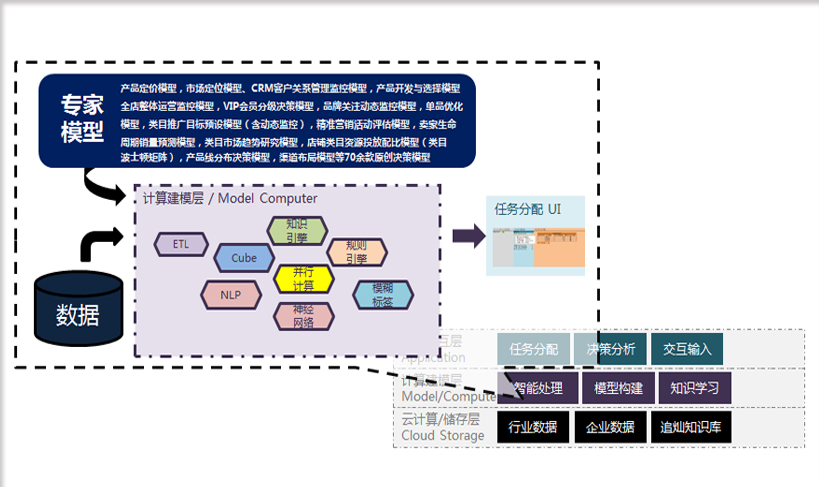 专家
模型
产品定价模型，市场定位模型、CRM客户关系管理监控模型，产品开发与选择模型
全店整体运营监控模型，VIP会员分级决策模型，品牌关注动态监控模型，单品优化
模型，类目推广目标预设模型（含动态监控），精准营销活动评估模型，卖家生命
周期销量预测模型，类目市场趋势研究模型，店铺类目资源投放配比模型（类目
波士顿矩阵），产品线分布决策模型，渠道布局模型等70余款原创决策模型
计算建模层 / Model Computer
知识
引擎
ETL
Cube
规则
引擎
并行
计算
NLP
模糊
标签
神经
网络
数据
任务分配 UI
互层
Application
任务分配
决策分析
交互输入
计算建模层
Model/Compute
智能处理
模型构建
知识学习
云计算/储存层
Cloud Storage
行业数据
企业数据
追灿知识库